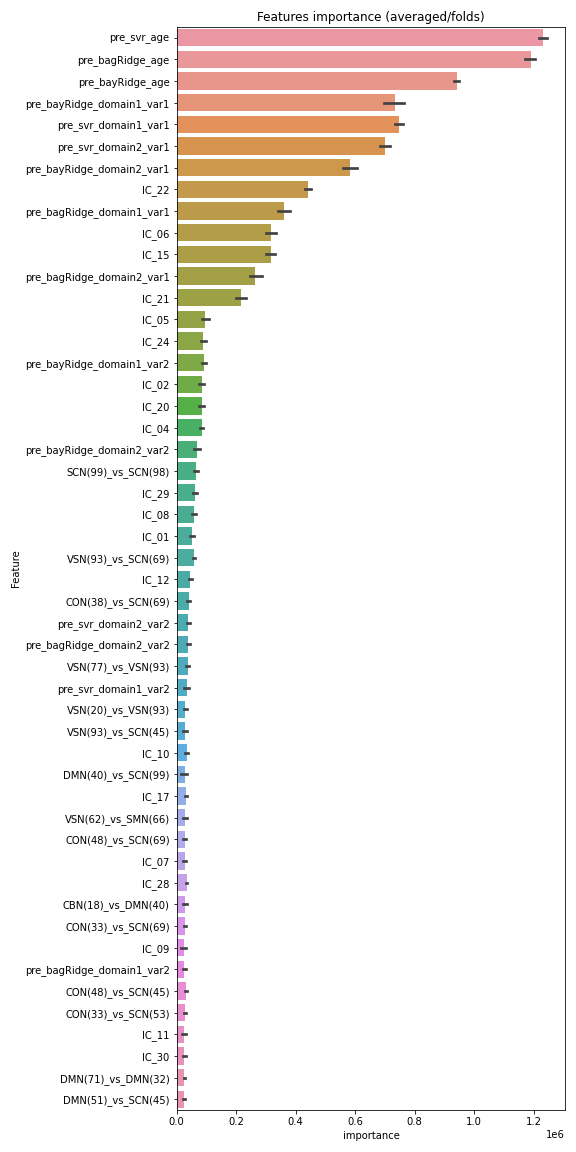 Features importance (averaged/folds)
pre_svr_age
pre_bagRidge_age
pre_bayRidge_age
pre_bayRidge_domain1_var1
pre_svr_domain1_var1
pre_svr_domain2_var1
pre_bayRidge_domain2_var1
IC_22
pre_bagRidge_domain1_var1
IC_06
IC_15
pre_bagRidge_domain2_var1
IC_21
IC_05
IC_24
pre_bayRidge_domain1_var2
IC_02
IC_20
IC_04
pre_bayRidge_domain2_var2
SCN(99)_vs_SCN(98)
IC_29
IC_08
IC_01
VSN(93)_vs_SCN(69)
IC_12
CON(38)_vs_SCN(69)
pre_svr_domain2_var2
pre_bagRidge_domain2_var2
VSN(77)_vs_VSN(93)
pre_svr_domain1_var2
VSN(20)_vs_VSN(93)
VSN(93)_vs_SCN(45)
IC_10
DMN(40)_vs_SCN(99)
IC_17
VSN(62)_vs_SMN(66)
CON(48)_vs_SCN(69)
IC_07
IC_28
CBN(18)_vs_DMN(40)
CON(33)_vs_SCN(69)
IC_09
pre_bagRidge_domain1_var2
CON(48)_vs_SCN(45)
CON(33)_vs_SCN(53)
IC_11
IC_30
DMN(71)_vs_DMN(32)
DMN(51)_vs_SCN(45)
Feature
0.0 0.2 0.4 0.6 0.8 1.0 1.2
1e6
importance